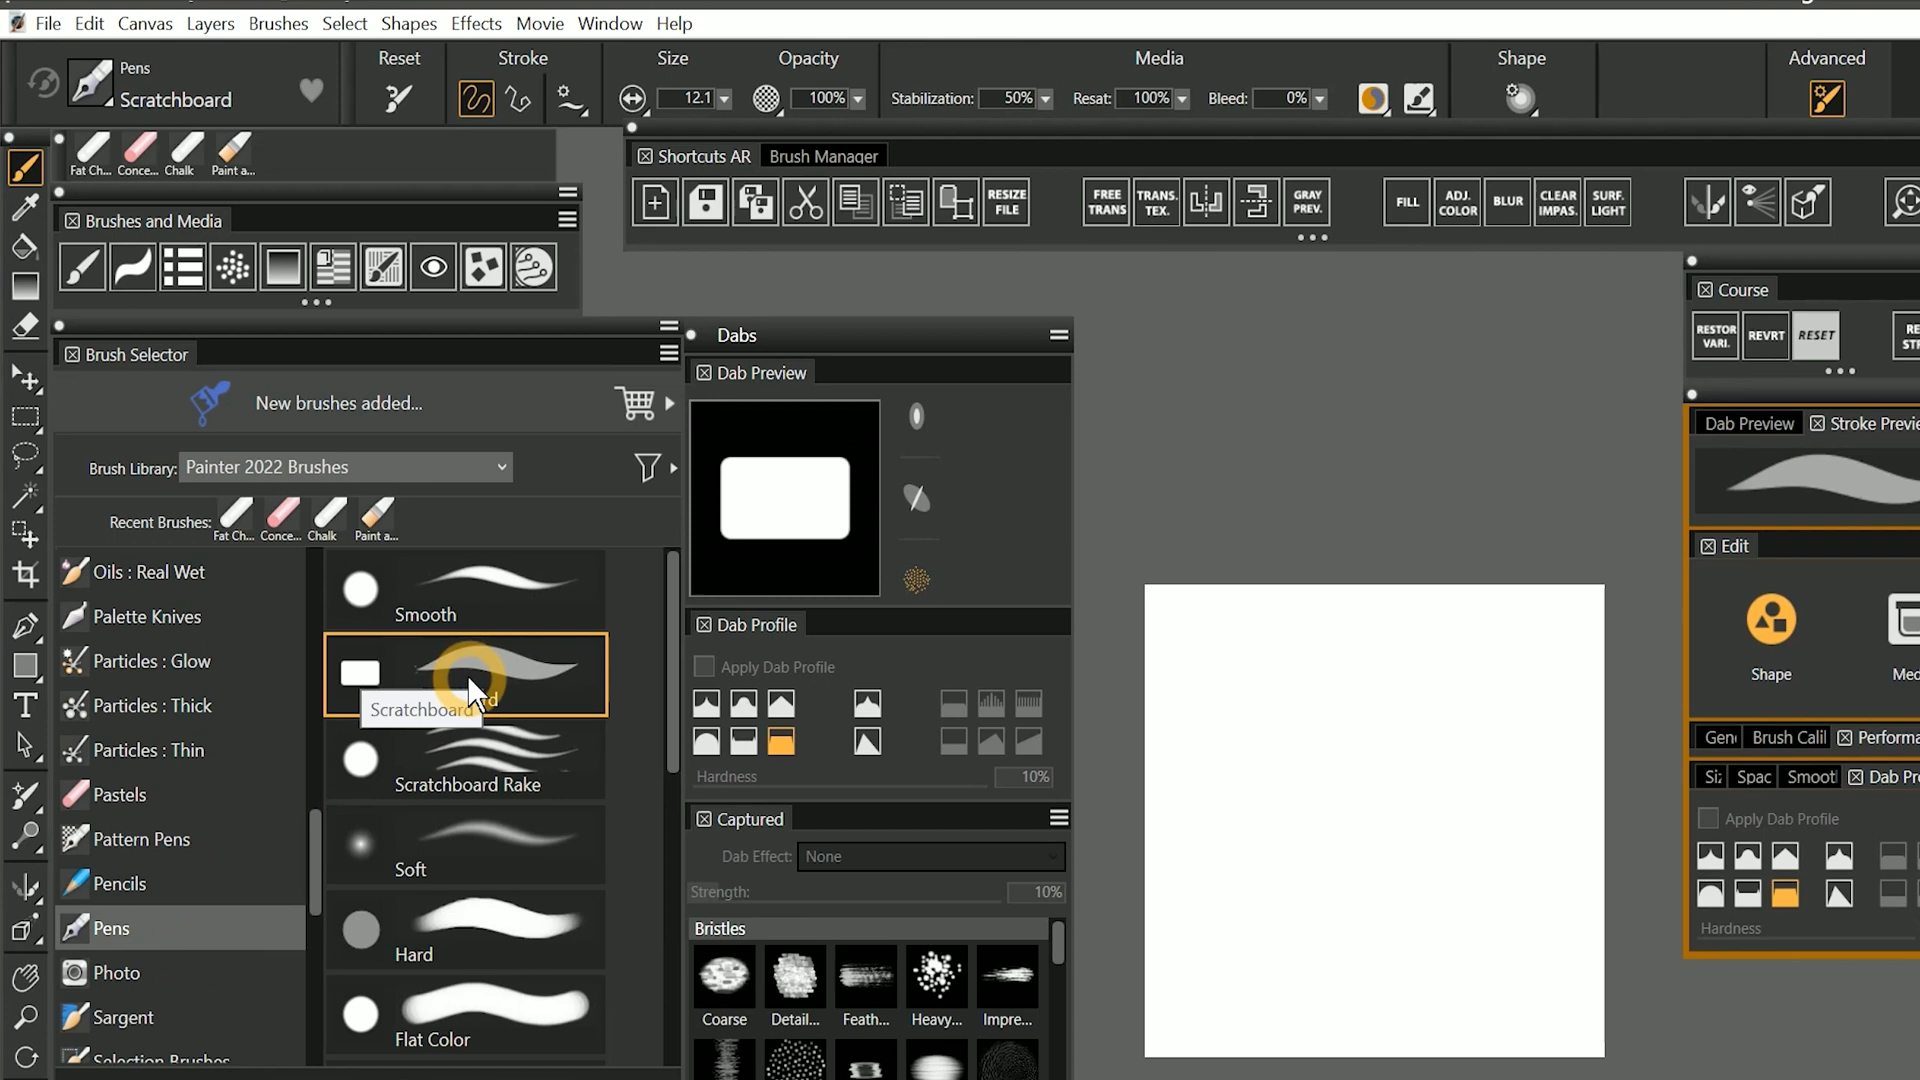 File Edit Canvas Layers Brushes Select Shapes Effects Movie Window Help
Pens
Scratchboard
Reset
Stroke
Size
12.1
Opacity
100%
Media
Stabilization: 50% Resat: 100% Bleed: 0%
Shape
Advanced
Fat Ch... Conce... Chalk Paint a...
Shortcuts AR Brush Manager
RESIZE FILE
FREE TRANS
TRANS. TEX.
GRAY PREV.
FILL
ADJ. COLOR
BLUR
CLEAR IMPAS.
SURF. LIGHT
Brushes and Media
Brush Selector
New brushes added...
Brush Library: Painter 2022 Brushes
Recent Brushes: Fat Ch... Conce... Chalk Paint a...
Oils : Real Wet
Palette Knives
Particles : Glow
Particles : Thick
Particles : Thin
Pastels
Pattern Pens
Pencils
Pens
Photo
Sargent
Selection Brushes
Smooth
Scratchboard
Scratchboard Rake
Soft
Hard
Flat Color
Dabs
Dab Preview
Dab Profile
Apply Dab Profile
Hardness 10%
Captured
Dab Effect: None
Strength: 10%
Bristles
Coarse Detail... Feath... Heavy... Impre...
Course
RESTOR VARI.
REVRT
RESET
Dab Preview Stroke Previe
Edit
Shape
Brush Cali
Performa
Spac Smoot Dab Pr
Apply Dab Profile
Hardness